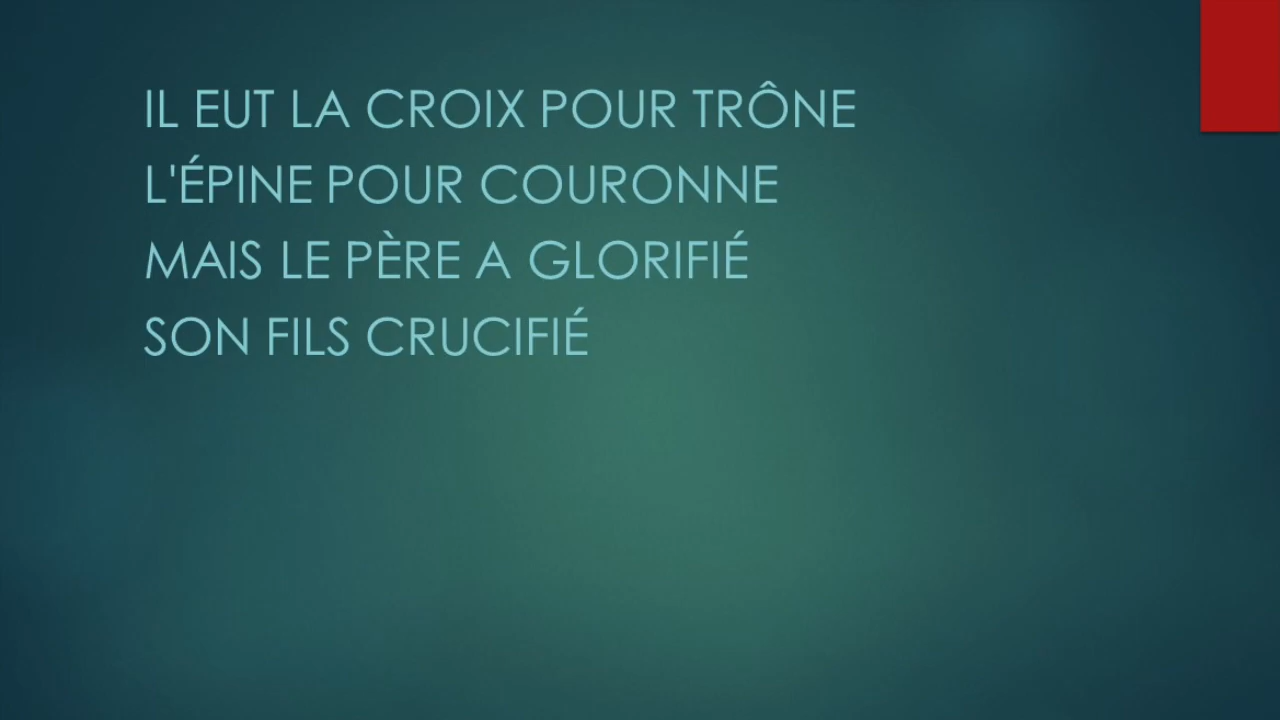 IL EUT LA CROIX POUR TRÔNE
L'ÉPINE POUR COURONNE
MAIS LE PÈRE A GLORIFIÉ
SON FILS CRUCIFIÉ